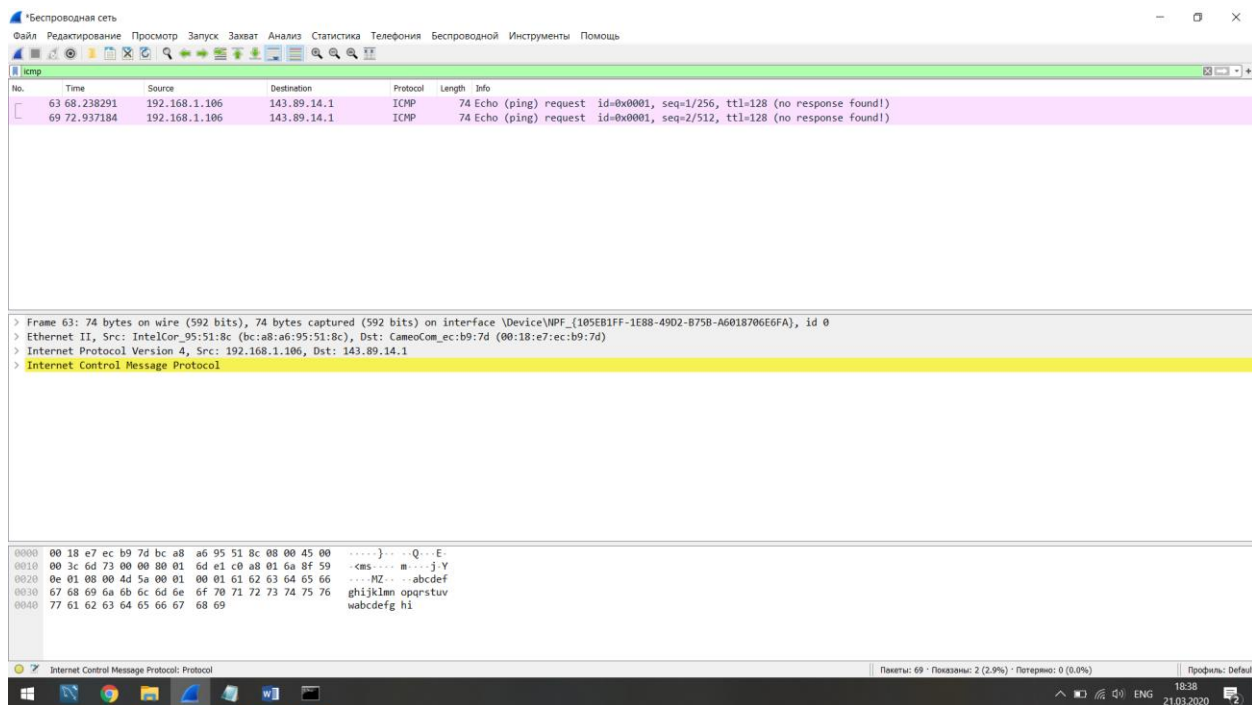 *Беспроводная сеть
Файл Редактирование Просмотр Запуск Захват Анализ Статистика Телефония Беспроводной Инструменты Помощь
icmp
No. Time Source Destination Protocol Length Info
63 68.238291 192.168.1.106 143.89.14.1 ICMP 74 Echo (ping) request id=0x0001, seq=1/256, ttl=128 (no response found!)
69 72.937184 192.168.1.106 143.89.14.1 ICMP 74 Echo (ping) request id=0x0001, seq=2/512, ttl=128 (no response found!)
> Frame 63: 74 bytes on wire (592 bits), 74 bytes captured (592 bits) on interface \Device\NPF_{105EB1FF-1E88-49D2-B75B-A6018706E6FA}, id 0
> Ethernet II, Src: IntelCor_95:51:8c (bc:a8:a6:95:51:8c), Dst: CameoCom_ec:b9:7d (00:18:e7:ec:b9:7d)
> Internet Protocol Version 4, Src: 192.168.1.106, Dst: 143.89.14.1
> Internet Control Message Protocol
0000 00 18 e7 ec b9 7d bc a8 a6 95 51 8c 08 00 45 00 ·····}·· ··Q···E·
0010 00 3c 6d 73 00 00 80 01 6d e1 c0 a8 01 6a 8f 59 ·<ms···· m····j·Y
0020 0e 01 08 00 4d 5a 00 01 00 01 61 62 63 64 65 66 ····MZ·· ··abcdef
0030 67 68 69 6a 6b 6c 6d 6e 6f 70 71 72 73 74 75 76 ghijklmn opqrstuv
0040 77 61 62 63 64 65 66 67 68 69 wabcdefg hi
Internet Control Message Protocol: Protocol Пакеты: 69 · Показаны: 2 (2.9%) · Потеряно: 0 (0.0%) Профиль: Defaul
ENG 18:38
21.03.2020 2